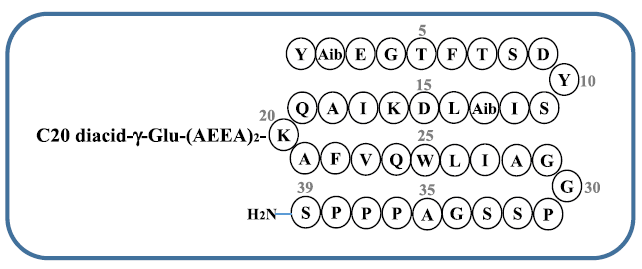 5
Y Aib E G T F T S D
Y 10
15
Q A I K D L Aib I S
20
C20 diacid-γ-Glu-(AEEA)₂- K
25
A F V Q W L I A G
G 30
39 35
H₂N S P P P A G S S P